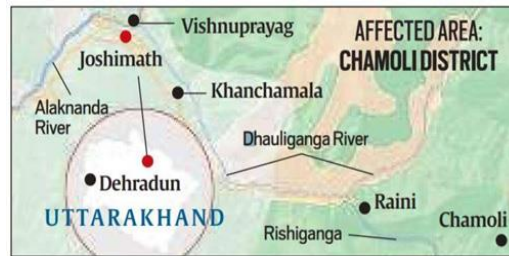 Vishnuprayag
AFFECTED AREA:
CHAMOLI DISTRICT
Joshimath
Khanchamala
Alaknanda
River
Dhauliganga River
Dehradun
Raini
UTTARAKHAND
Chamoli
Rishiganga